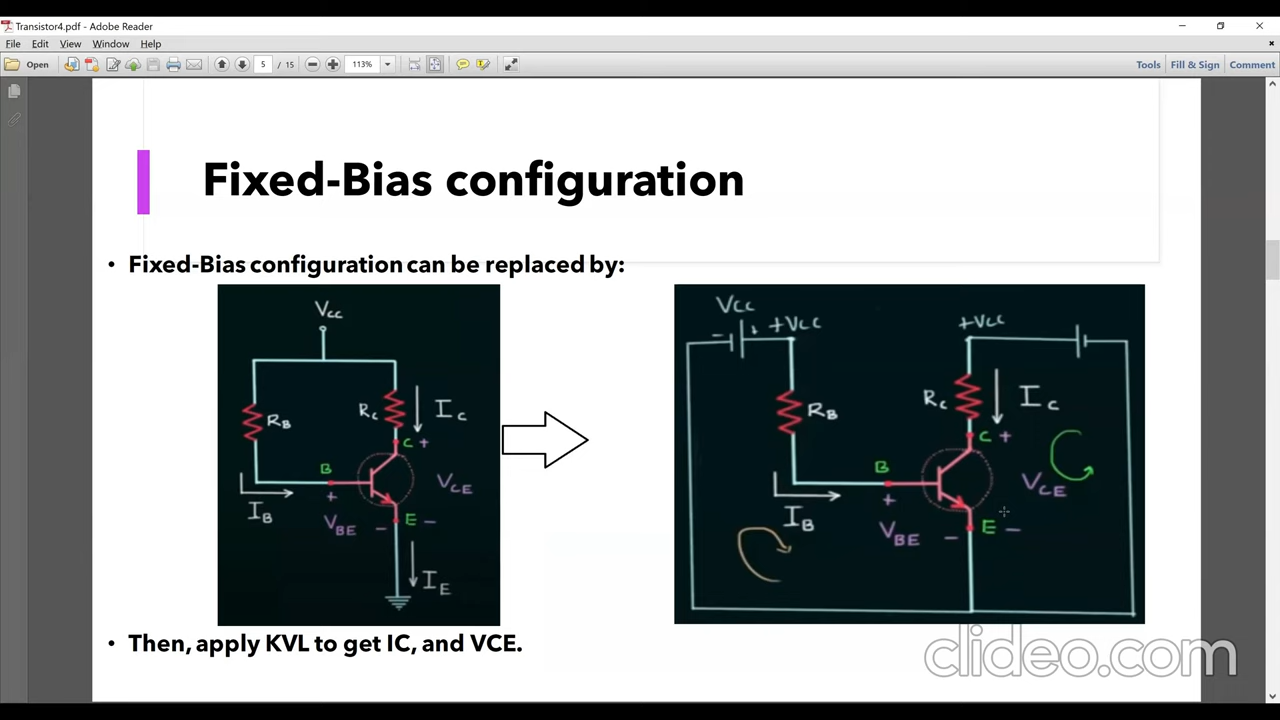 Transistor4.pdf - Adobe Reader
File Edit View Window Help
Open 5 / 15 113% Tools Fill & Sign Comment
Fixed-Bias configuration
• Fixed-Bias configuration can be replaced by:
VCC
RB
RC
IC
C +
B
+
VCE
IB
VBE
- E -
IE
VCC
- + +VCC
+VCC
RB
RC
IC
C +
B
+
VCE
IB
VBE
- E -
• Then, apply KVL to get IC, and VCE.
clideo.com